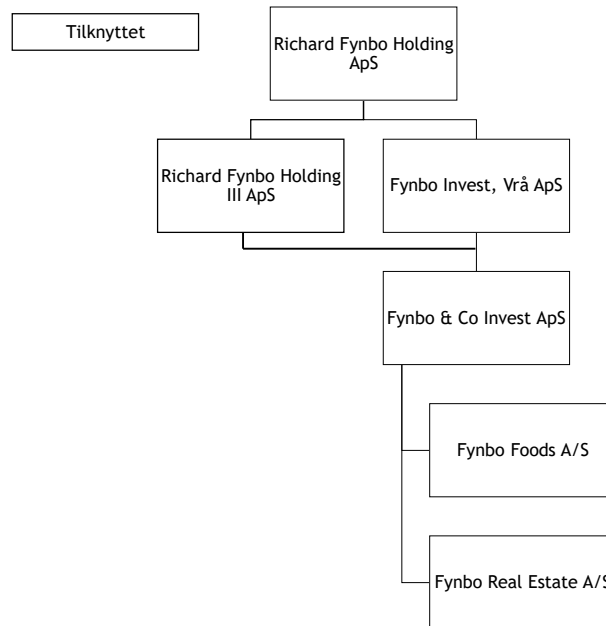 Tilknyttet
Richard Fynbo Holding
ApS
Richard Fynbo Holding
III ApS
Fynbo Invest, Vrå ApS
Fynbo & Co Invest ApS
Fynbo Foods A/S
Fynbo Real Estate A/S